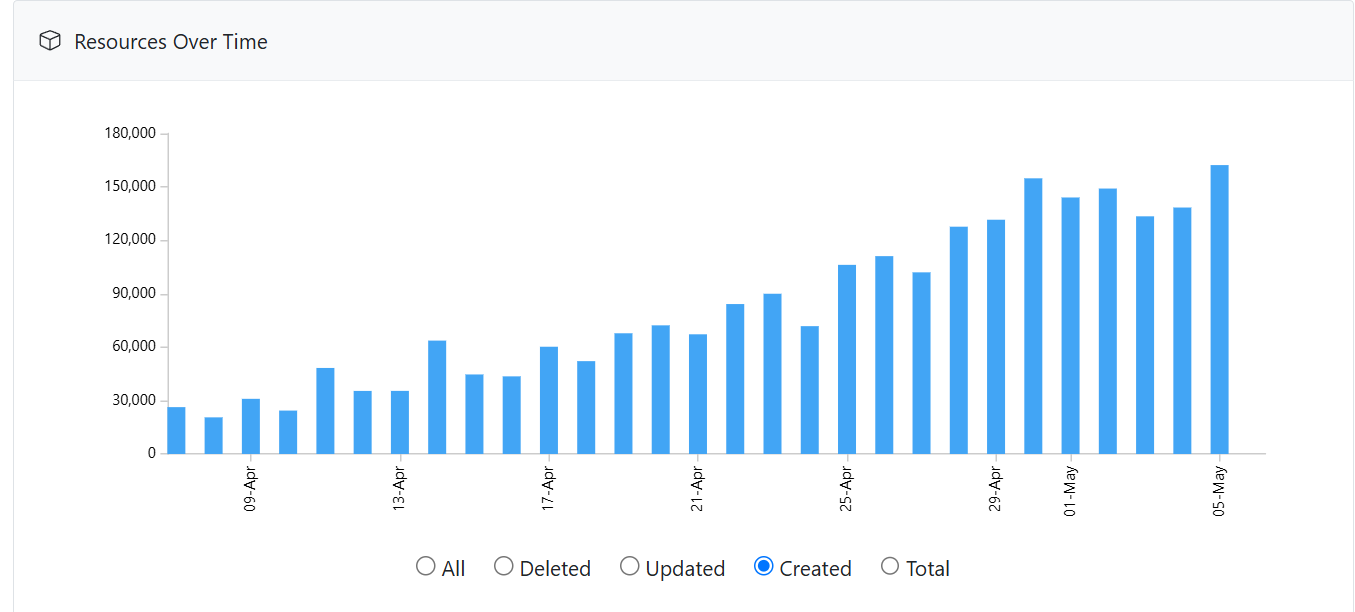 Resources Over Time
180,000
150,000
120,000
90,000
60,000
30,000
0
09-Apr
13-Apr
17-Apr
21-Apr
25-Apr
29-Apr
01-May
05-May
All Deleted Updated Created Total